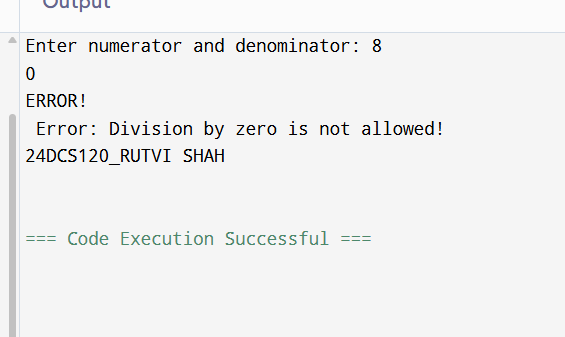 Output
Enter numerator and denominator: 8
0
ERROR!
Error: Division by zero is not allowed!
24DCS120_RUTVI SHAH
=== Code Execution Successful ===